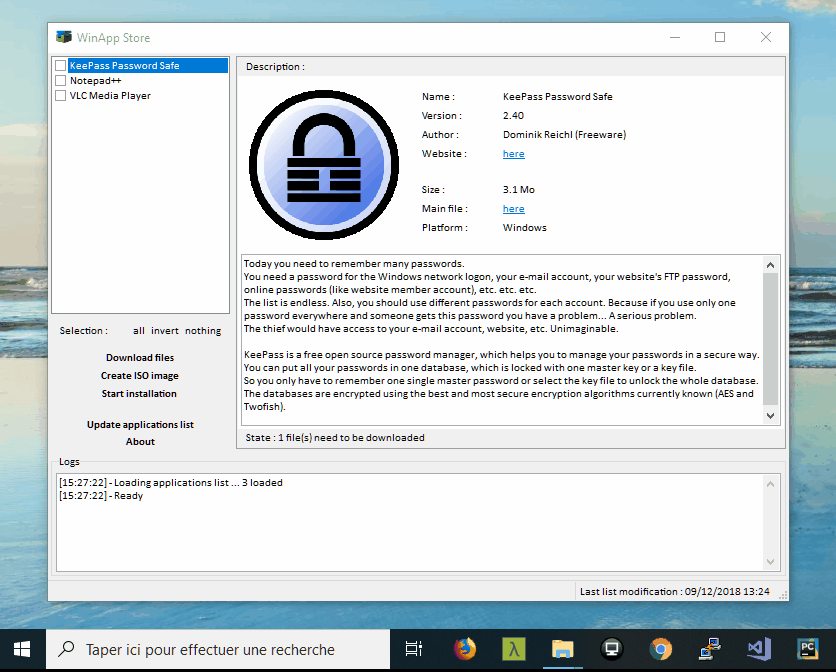 WinApp Store
KeePass Password Safe
Notepad++
VLC Media Player
Selection : all invert nothing
Download files
Create ISO image
Start installation
Update applications list
About
Description :
Name : KeePass Password Safe
Version : 2.40
Author : Dominik Reichl (Freeware)
Website : here
Size : 3.1 Mo
Main file : here
Platform : Windows
Today you need to remember many passwords.
You need a password for the Windows network logon, your e-mail account, your website's FTP password,
online passwords (like website member account), etc. etc. etc.
The list is endless. Also, you should use different passwords for each account. Because if you use only one
password everywhere and someone gets this password you have a problem... A serious problem.
The thief would have access to your e-mail account, website, etc. Unimaginable.
KeePass is a free open source password manager, which helps you to manage your passwords in a secure way.
You can put all your passwords in one database, which is locked with one master key or a key file.
So you only have to remember one single master password or select the key file to unlock the whole database.
The databases are encrypted using the best and most secure encryption algorithms currently known (AES and
Twofish).
State : 1 file(s) need to be downloaded
Logs
[15:27:22] - Loading applications list ... 3 loaded
[15:27:22] - Ready
Last list modification : 09/12/2018 13:24
Taper ici pour effectuer une recherche
λ
PC